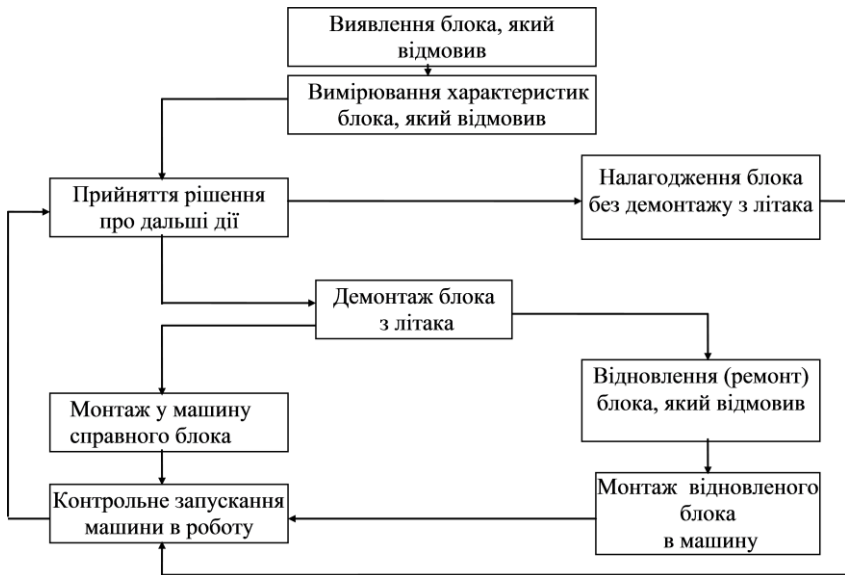 Виявлення блока, який
відмовив
Вимірювання характеристик
блока, який відмовив
Прийняття рішення
про дальші дії
Налагодження блока
без демонтажу з літака
Демонтаж блока
з літака
Відновлення (ремонт)
блока, який відмовив
Монтаж у машину
справного блока
Контрольне запускання
машини в роботу
Монтаж відновленого
блока
в машину